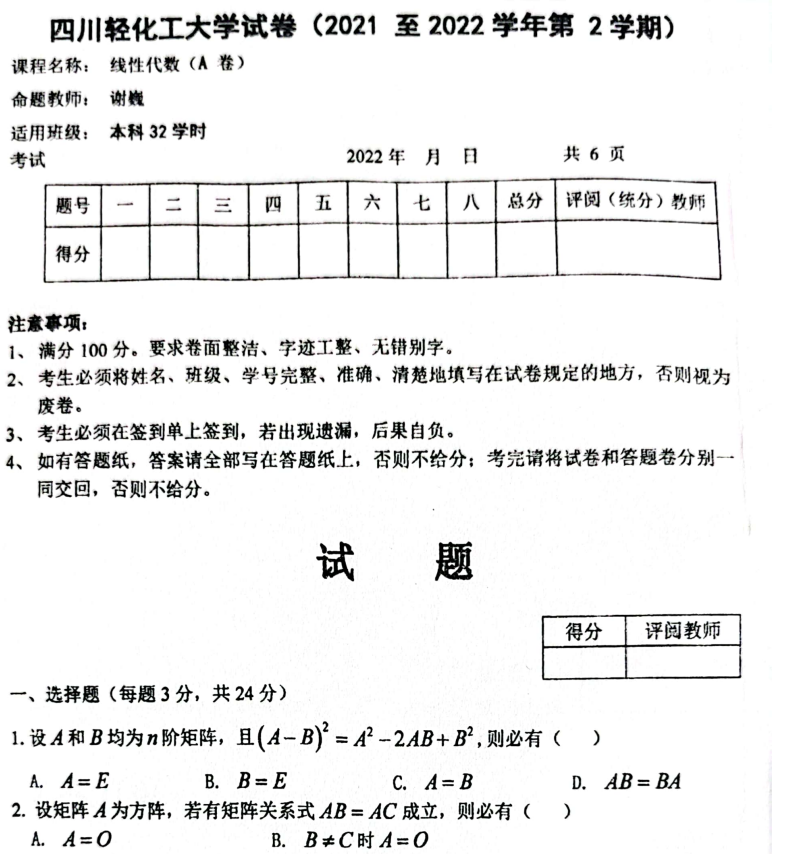 四川轻化工大学试卷（2021 至 2022 学年第 2 学期）
课程名称： 线性代数（A 卷）
命题教师： 谢巍
适用班级： 本科 32 学时
考试 2022 年 月 日 共 6 页
题号 一 二 三 四 五 六 七 八 总分 评阅（统分）教师
得分
注意事项：
1、 满分 100 分。要求卷面整洁、字迹工整、无错别字。
2、 考生必须将姓名、班级、学号完整、准确、清楚地填写在试卷规定的地方，否则视为
废卷。
3、 考生必须在签到单上签到，若出现遗漏，后果自负。
4、 如有答题纸，答案请全部写在答题纸上，否则不给分；考完请将试卷和答题卷分别一
同交回，否则不给分。
试 题
得分 评阅教师
一、选择题（每题 3 分，共 24 分）
1. 设 A 和 B 均为 n 阶矩阵，且 (A−B)² = A² −2AB+B²，则必有（ ）
A. A=E B. B=E C. A=B D. AB=BA
2. 设矩阵 A 为方阵，若有矩阵关系式 AB=AC 成立，则必有（ ）
A. A=O B. B≠C 时 A=O